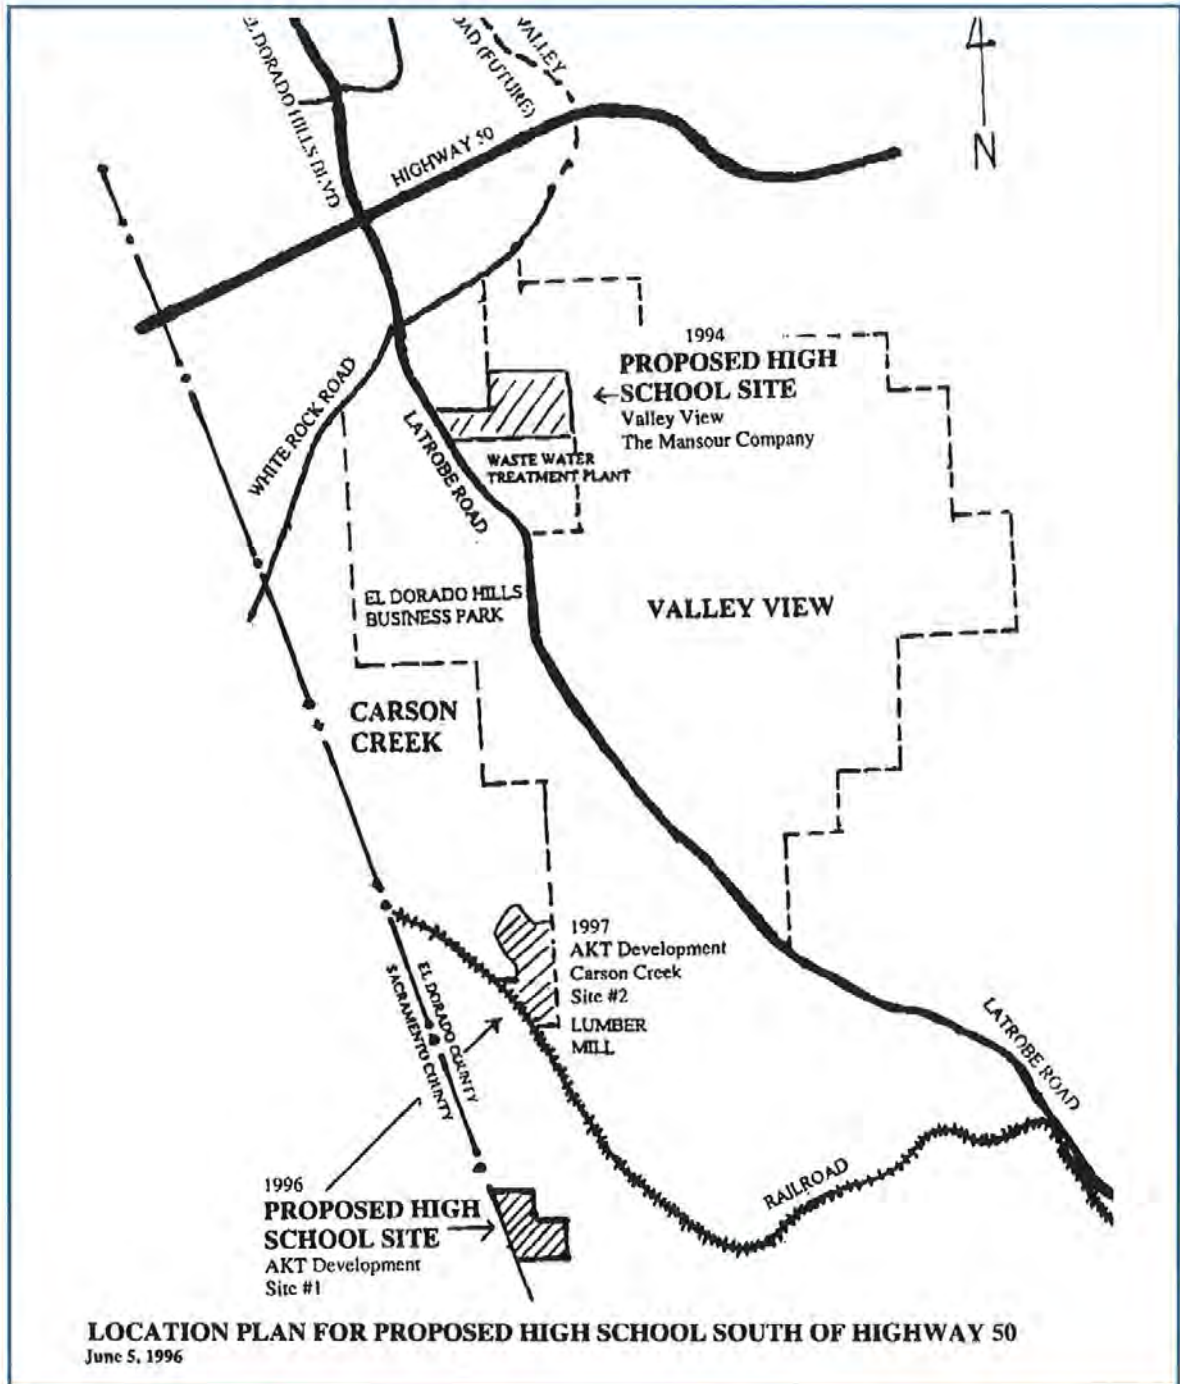 EL DORADO HILLS BLVD
VALLEY
ROAD (FUTURE)
HIGHWAY 50
N
1994
PROPOSED HIGH
SCHOOL SITE
Valley View
The Mansour Company
WHITE ROCK ROAD
LATROBE ROAD
WASTE WATER
TREATMENT PLANT
EL DORADO HILLS
BUSINESS PARK
VALLEY VIEW
CARSON
CREEK
1997
AKT Development
Carson Creek
Site #2
LUMBER
MILL
EL DORADO COUNTY
SACRAMENTO COUNTY
LATROBE ROAD
RAILROAD
1996
PROPOSED HIGH
SCHOOL SITE
AKT Development
Site #1
LOCATION PLAN FOR PROPOSED HIGH SCHOOL SOUTH OF HIGHWAY 50
June 5, 1996